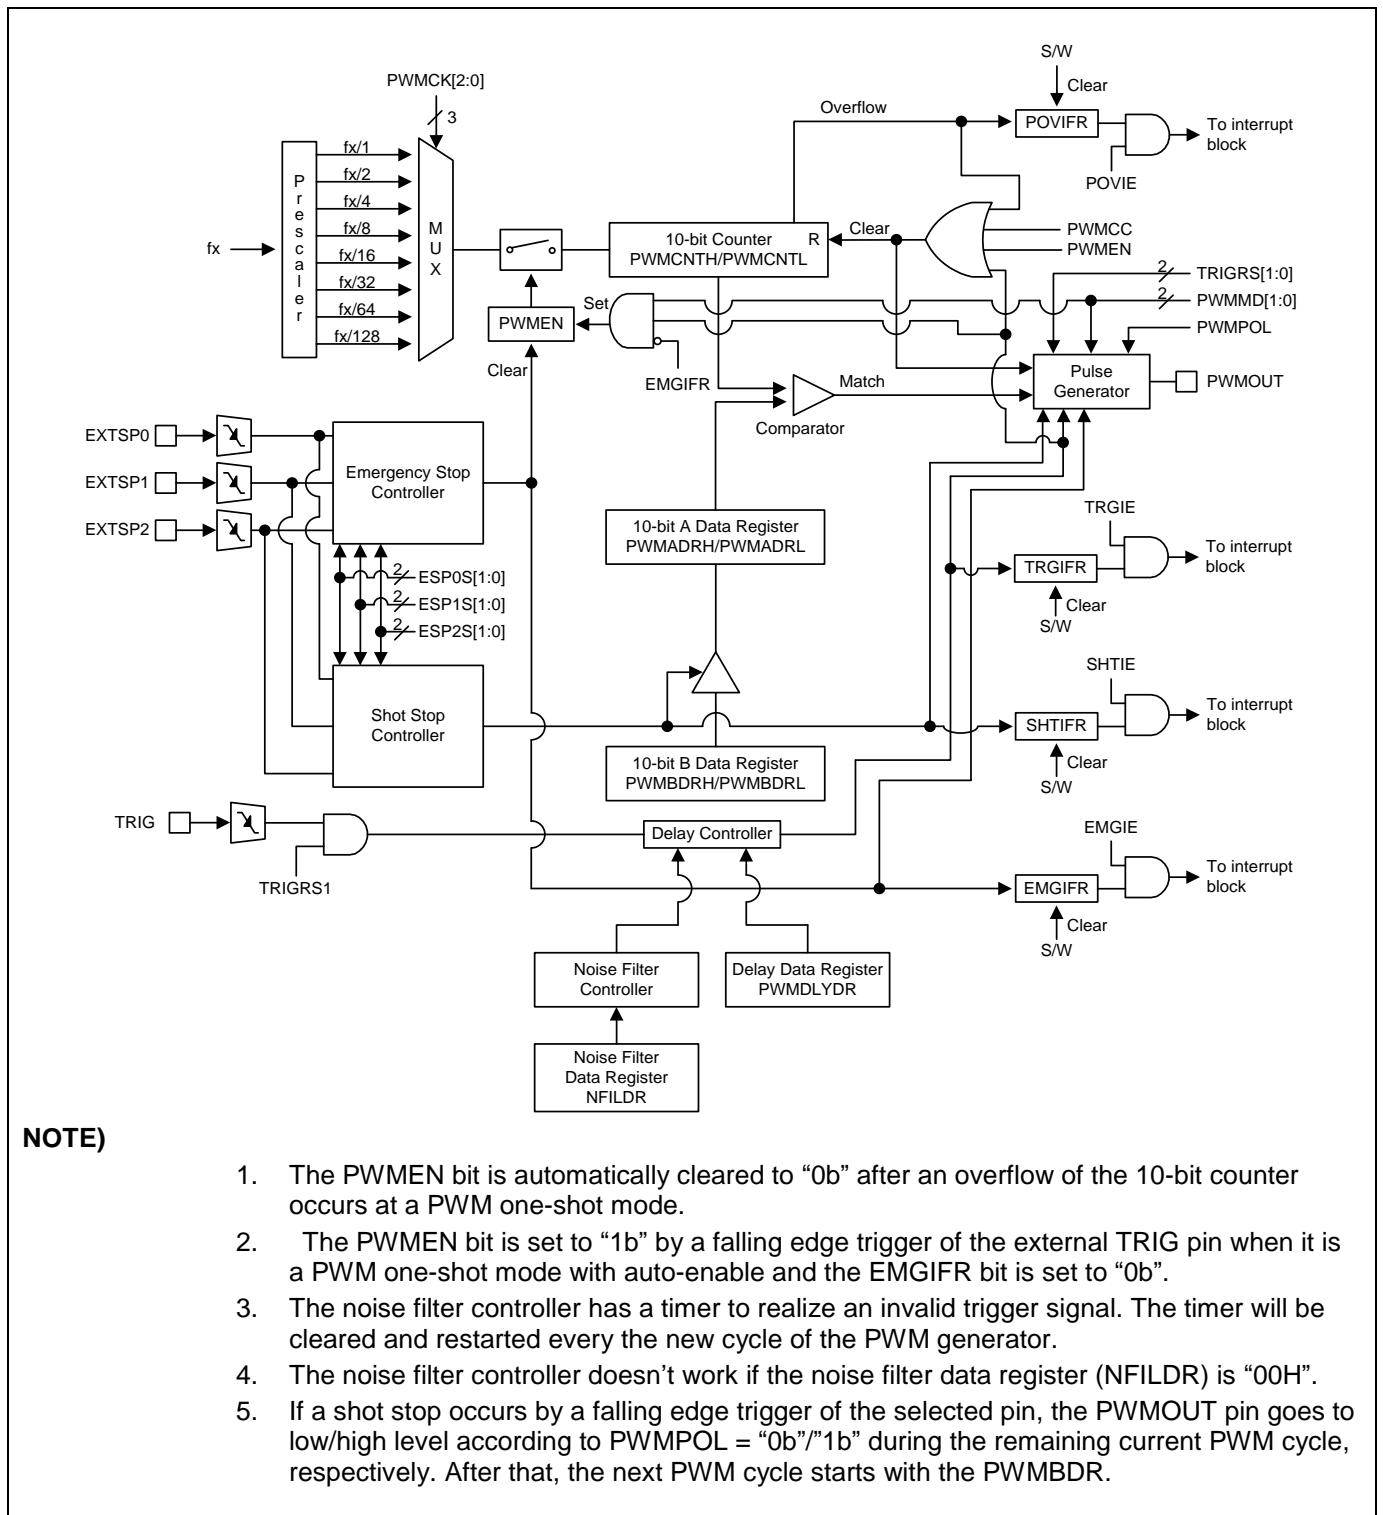 S/W
PWMCK[2:0]
Clear
3
Overflow
POVIFR
To interrupt
block
POVIE
Prescaler
fx/1
fx/2
fx/4
fx/8
fx/16
fx/32
fx/64
fx/128
fx
MUX
10-bit Counter
PWMCNTH/PWMCNTL
R
Clear
PWMCC
PWMEN
2
TRIGRS[1:0]
2
PWMMD[1:0]
PWMPOL
Set
PWMEN
Clear
EMGIFR
Match
Comparator
Pulse
Generator
PWMOUT
EXTSP0
EXTSP1
EXTSP2
Emergency Stop
Controller
10-bit A Data Register
PWMADRH/PWMADRL
TRGIE
TRGIFR
To interrupt
block
Clear
S/W
2
ESP0S[1:0]
2
ESP1S[1:0]
2
ESP2S[1:0]
Shot Stop
Controller
SHTIE
SHTIFR
To interrupt
block
Clear
S/W
10-bit B Data Register
PWMBDRH/PWMBDRL
TRIG
TRIGRS1
Delay Controller
EMGIE
EMGIFR
To interrupt
block
Clear
S/W
Noise Filter
Controller
Delay Data Register
PWMDLYDR
Noise Filter
Data Register
NFILDR
NOTE)
1. The PWMEN bit is automatically cleared to “0b” after an overflow of the 10-bit counter
occurs at a PWM one-shot mode.
2. The PWMEN bit is set to “1b” by a falling edge trigger of the external TRIG pin when it is
a PWM one-shot mode with auto-enable and the EMGIFR bit is set to “0b”.
3. The noise filter controller has a timer to realize an invalid trigger signal. The timer will be
cleared and restarted every the new cycle of the PWM generator.
4. The noise filter controller doesn’t work if the noise filter data register (NFILDR) is “00H”.
5. If a shot stop occurs by a falling edge trigger of the selected pin, the PWMOUT pin goes to
low/high level according to PWMPOL = “0b”/”1b” during the remaining current PWM cycle,
respectively. After that, the next PWM cycle starts with the PWMBDR.